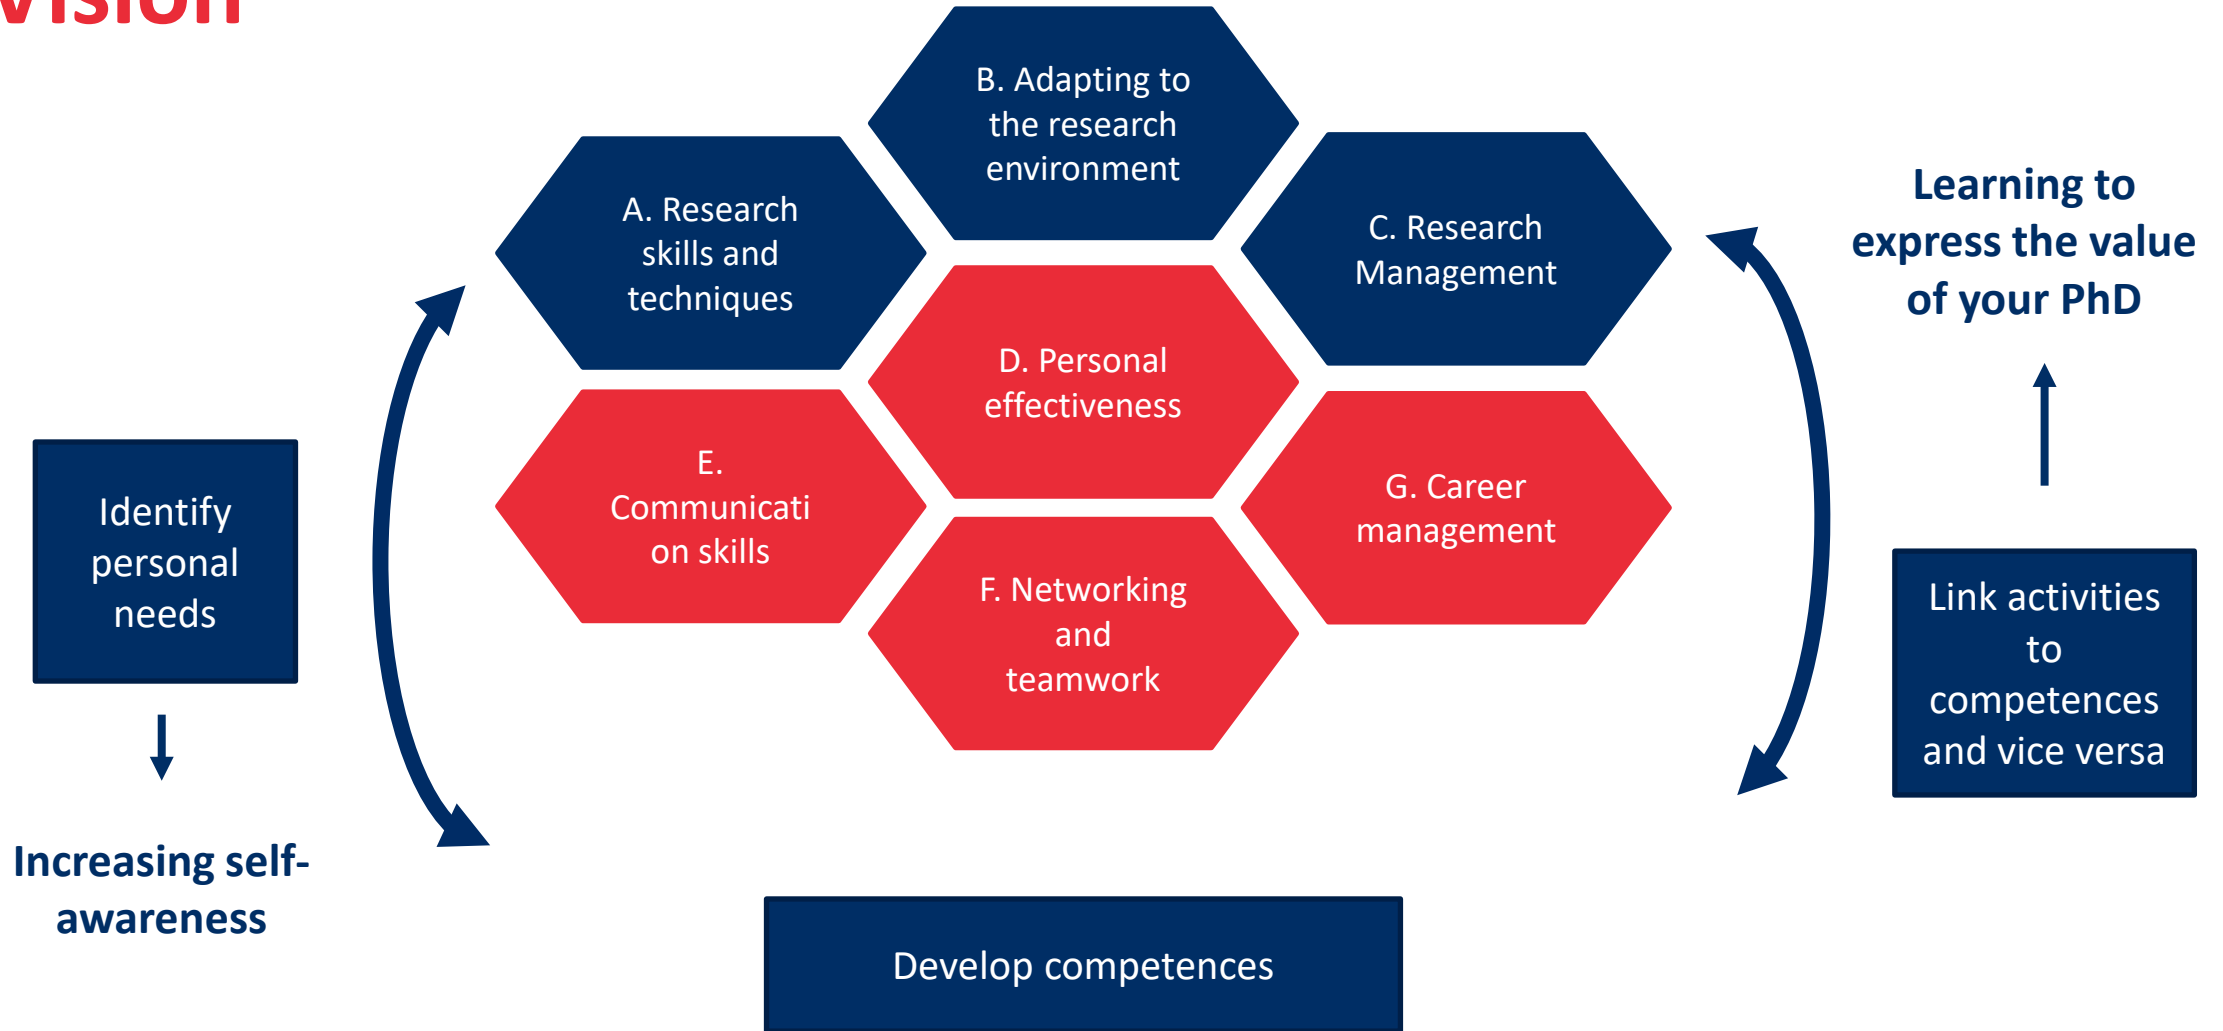 Vision
B. Adapting to
the research
environment
A. Research
skills and
techniques
C. Research
Management
D. Personal
effectiveness
E.
Communicati
on skills
G. Career
management
F. Networking
and
teamwork
Identify
personal
needs
Increasing self-
awareness
Learning to
express the value
of your PhD
Link activities
to
competences
and vice versa
Develop competences